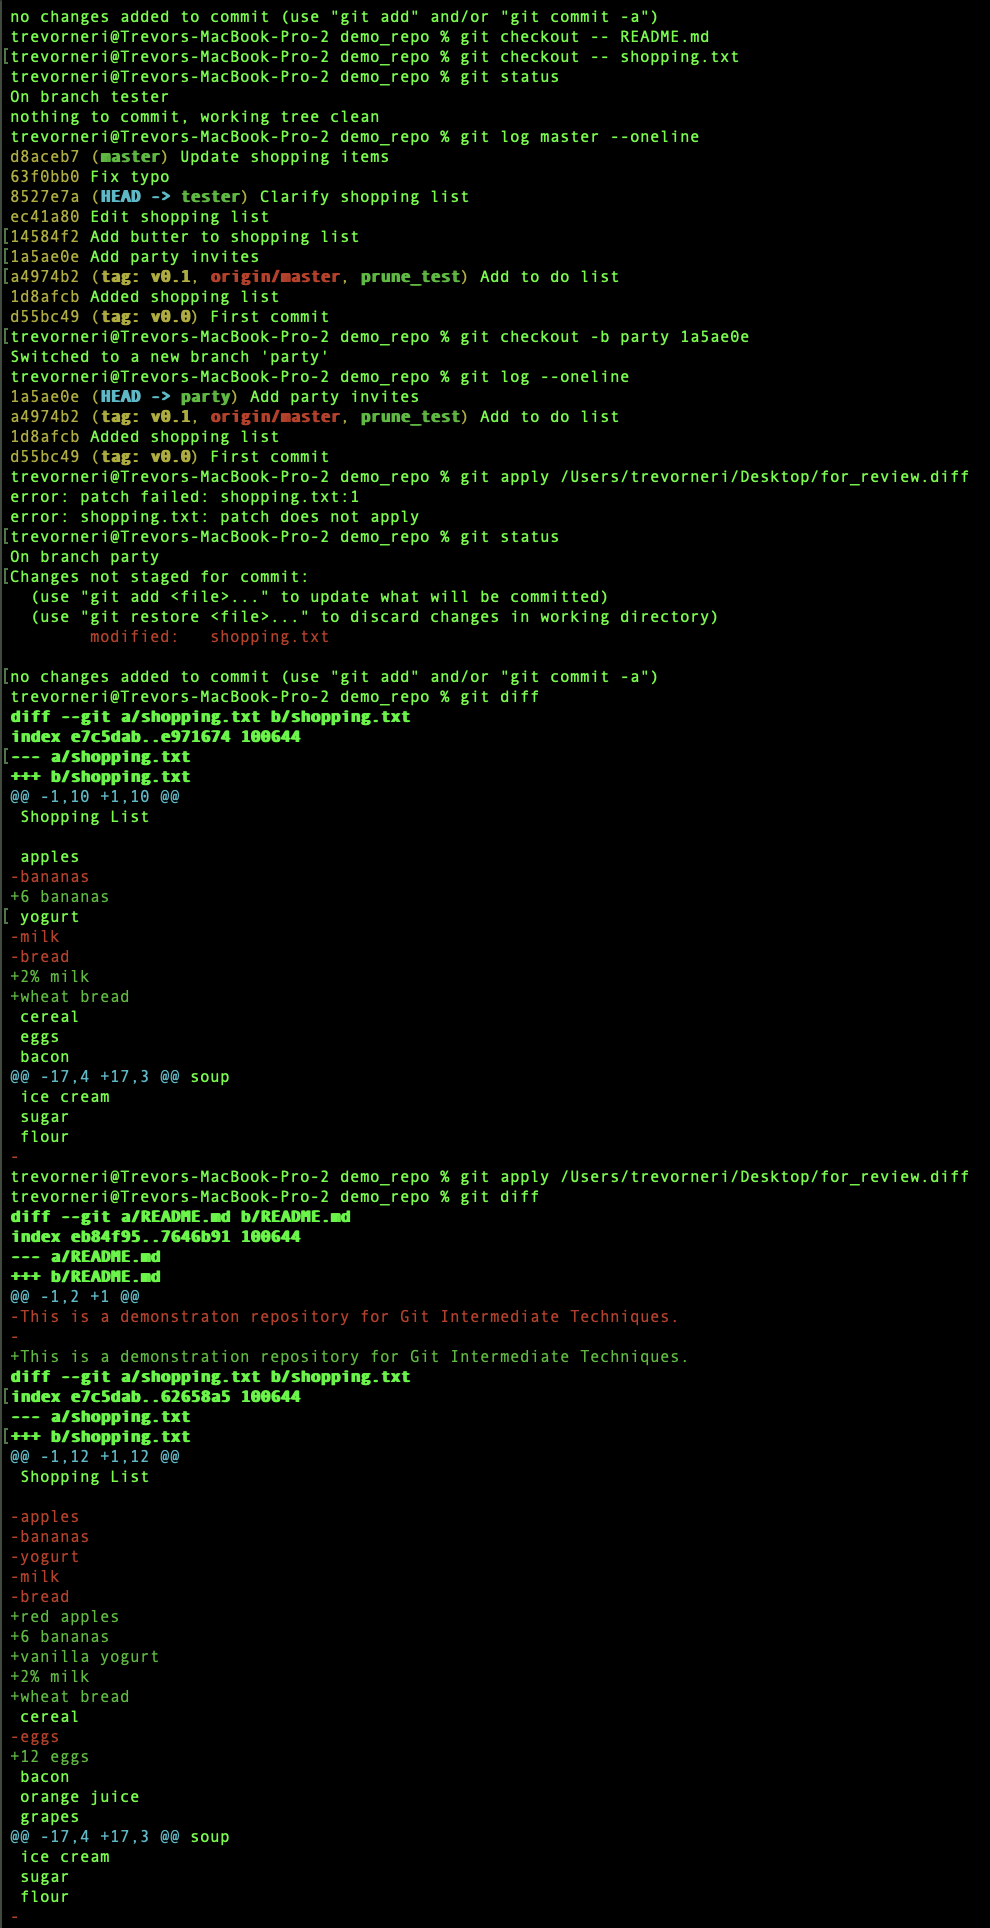 no changes added to commit (use "git add" and/or "git commit -a")
trevorneri@Trevors-MacBook-Pro-2 demo_repo % git checkout -- README.md
[trevorneri@Trevors-MacBook-Pro-2 demo_repo % git checkout -- shopping.txt
trevorneri@Trevors-MacBook-Pro-2 demo_repo % git status
On branch tester
nothing to commit, working tree clean
trevorneri@Trevors-MacBook-Pro-2 demo_repo % git log master --oneline
d8aceb7 (master) Update shopping items
63f0bb0 Fix typo
8527e7a (HEAD -> tester) Clarify shopping list
ec41a80 Edit shopping list
[14584f2 Add butter to shopping list
[1a5ae0e Add party invites
[a4974b2 (tag: v0.1, origin/master, prune_test) Add to do list
1d8afcb Added shopping list
d55bc49 (tag: v0.0) First commit
[trevorneri@Trevors-MacBook-Pro-2 demo_repo % git checkout -b party 1a5ae0e
Switched to a new branch 'party'
trevorneri@Trevors-MacBook-Pro-2 demo_repo % git log --oneline
1a5ae0e (HEAD -> party) Add party invites
a4974b2 (tag: v0.1, origin/master, prune_test) Add to do list
1d8afcb Added shopping list
d55bc49 (tag: v0.0) First commit
trevorneri@Trevors-MacBook-Pro-2 demo_repo % git apply /Users/trevorneri/Desktop/for_review.diff
error: patch failed: shopping.txt:1
error: shopping.txt: patch does not apply
[trevorneri@Trevors-MacBook-Pro-2 demo_repo % git status
On branch party
[Changes not staged for commit:
  (use "git add <file>..." to update what will be committed)
  (use "git restore <file>..." to discard changes in working directory)
        modified:   shopping.txt

[no changes added to commit (use "git add" and/or "git commit -a")
trevorneri@Trevors-MacBook-Pro-2 demo_repo % git diff
diff --git a/shopping.txt b/shopping.txt
index e7c5dab..e971674 100644
[--- a/shopping.txt
+++ b/shopping.txt
@@ -1,10 +1,10 @@
 Shopping List

 apples
-bananas
+6 bananas
[ yogurt
-milk
-bread
+2% milk
+wheat bread
 cereal
 eggs
 bacon
@@ -17,4 +17,3 @@ soup
 ice cream
 sugar
 flour
-
trevorneri@Trevors-MacBook-Pro-2 demo_repo % git apply /Users/trevorneri/Desktop/for_review.diff
trevorneri@Trevors-MacBook-Pro-2 demo_repo % git diff
diff --git a/README.md b/README.md
index eb84f95..7646b91 100644
--- a/README.md
+++ b/README.md
@@ -1,2 +1 @@
-This is a demonstraton repository for Git Intermediate Techniques.
-
+This is a demonstration repository for Git Intermediate Techniques.
diff --git a/shopping.txt b/shopping.txt
[index e7c5dab..62658a5 100644
--- a/shopping.txt
[+++ b/shopping.txt
@@ -1,12 +1,12 @@
 Shopping List

-apples
-bananas
-yogurt
-milk
-bread
+red apples
+6 bananas
+vanilla yogurt
+2% milk
+wheat bread
 cereal
-eggs
+12 eggs
 bacon
 orange juice
 grapes
@@ -17,4 +17,3 @@ soup
 ice cream
 sugar
 flour
-